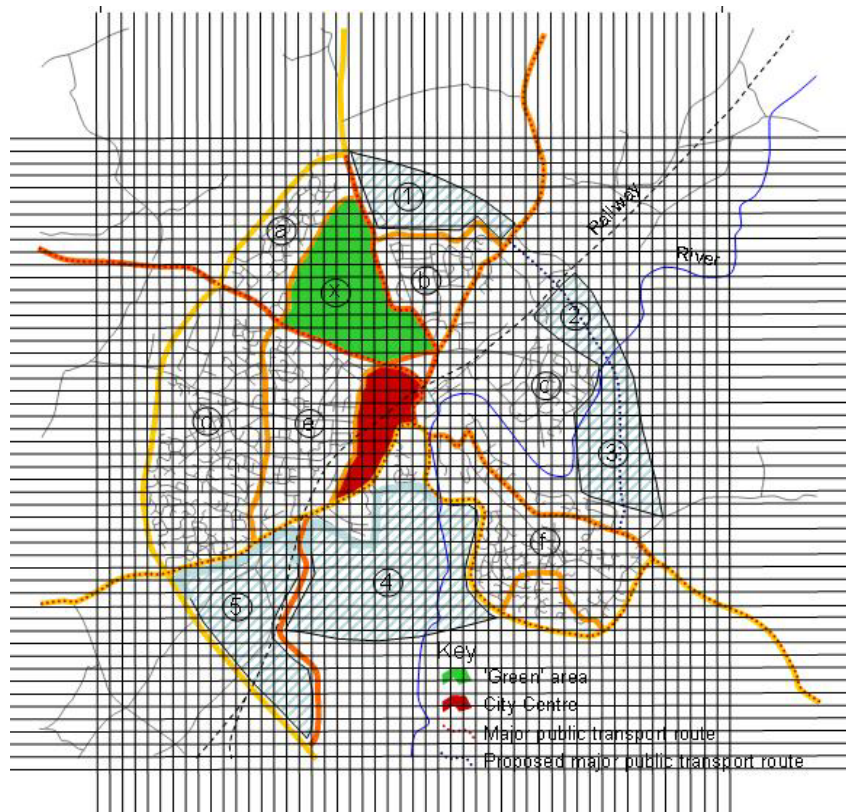 1
a
Railway
b
River
x
2
c
d
e
3
f
4
5
Key
'Green' area
City Centre
Major public transport route
Proposed major public transport route